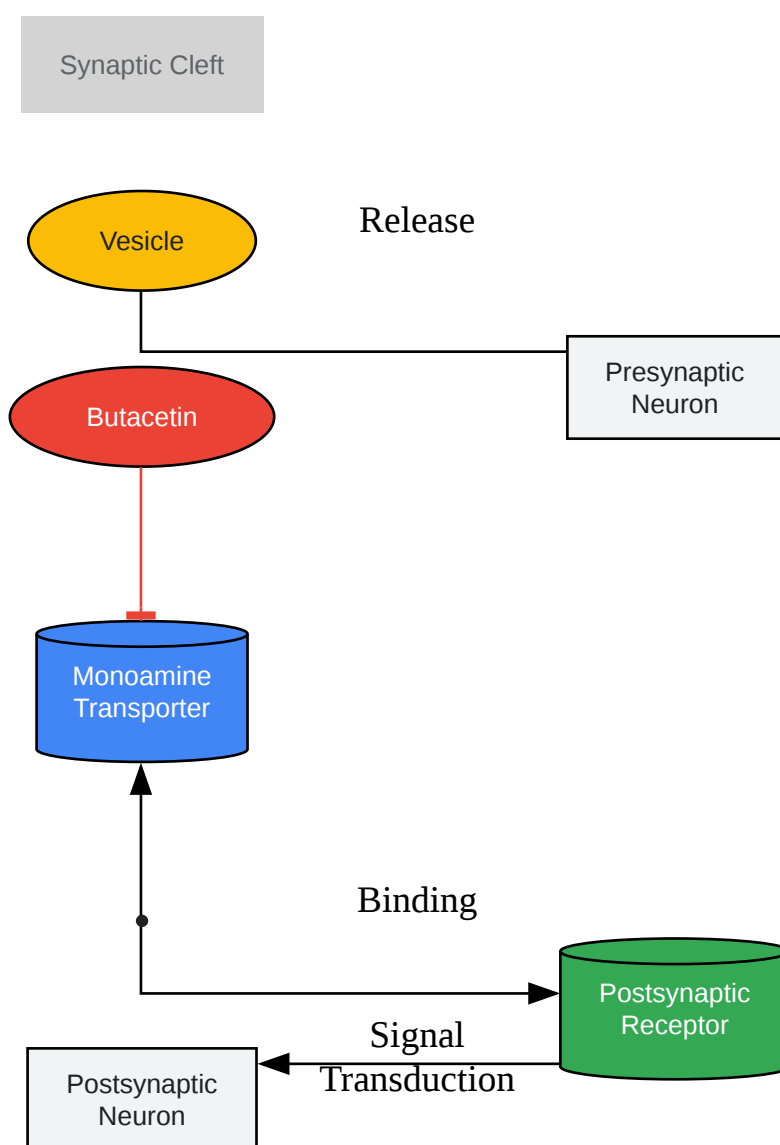 Synaptic Cleft
Release
Vesicle
Presynaptic
Neuron
Butacetin
Monoamine
Transporter
Binding
Postsynaptic
Receptor
Signal
Transduction
Postsynaptic
Neuron